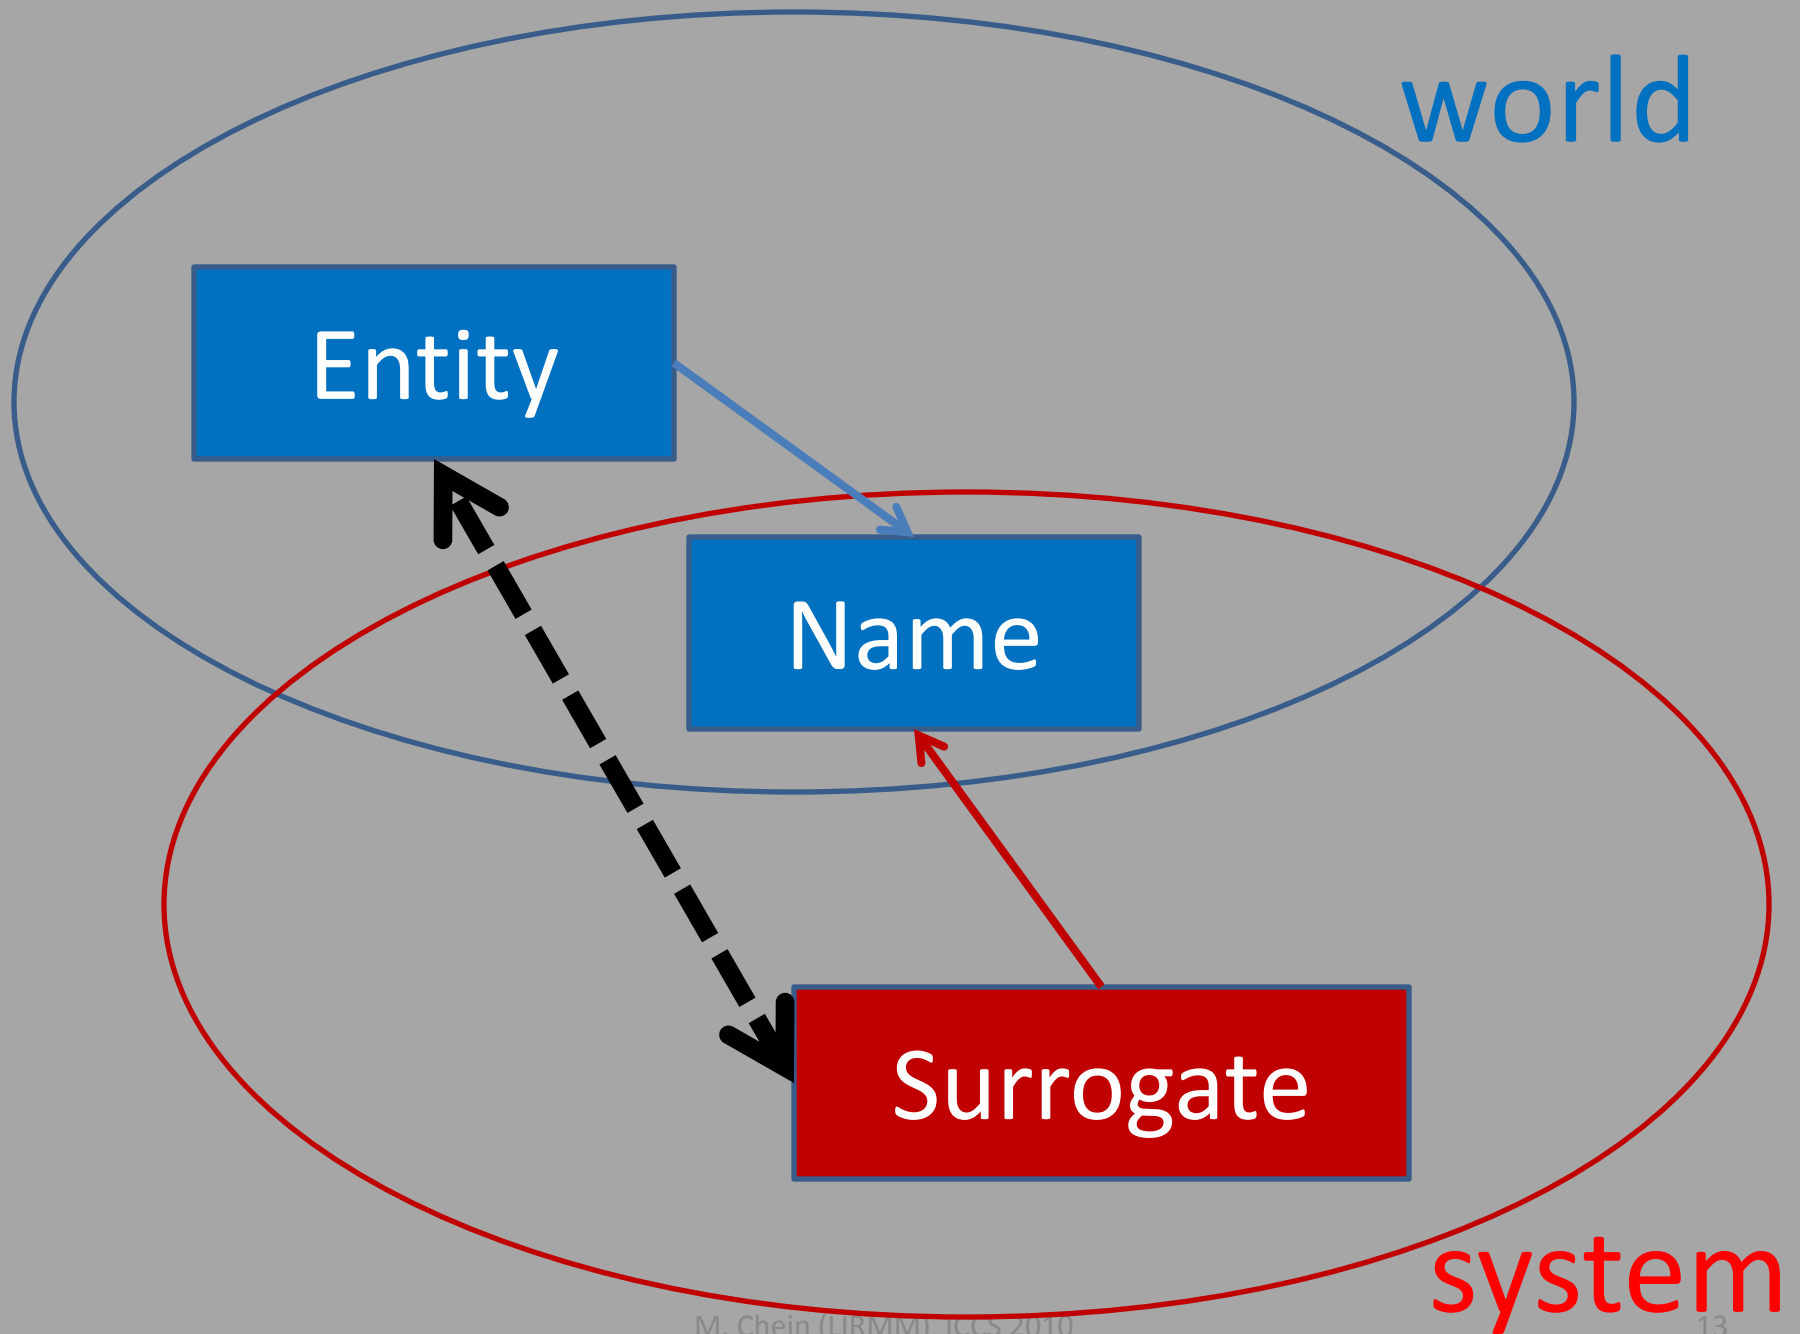 world
Entity
Name
Surrogate
system
M. Chein (LIRMM) ICCS 2010
13